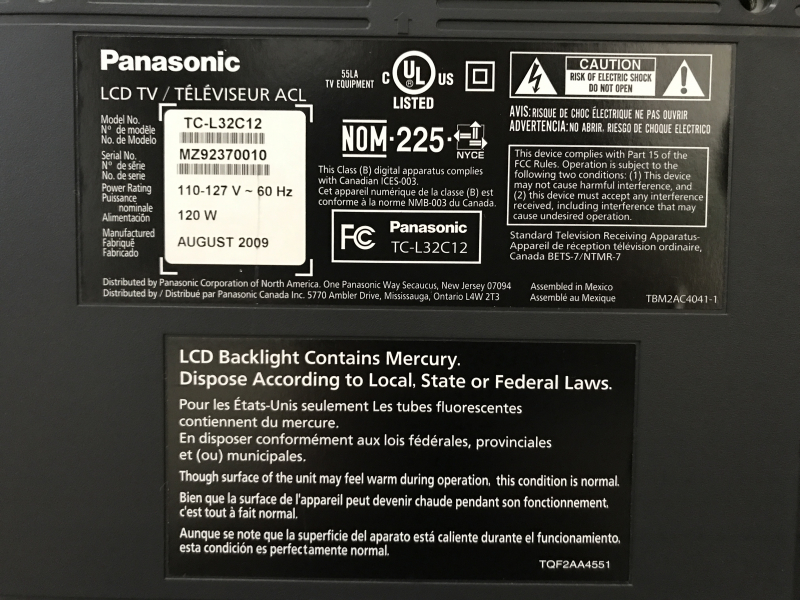 Panasonic
LCD TV / TÉLÉVISEUR ACL
Model No.
N° de modèle
No. de Modelo
TC-L32C12
Serial No.
N° de série
No. de serie
MZ92370010
Power Rating
Puissance
nominale
Alimentación
110-127 V ~ 60 Hz
120 W
Manufactured
Fabriqué
Fabricado
AUGUST 2009
55LA
TV EQUIPMENT
C UL US
LISTED
NOM-225-
NYCE
This Class (B) digital apparatus complies
with Canadian ICES-003.
Cet appareil numérique de la classe (B) est
conforme à la norme NMB-003 du Canada.
FC Panasonic
TC-L32C12
CAUTION
RISK OF ELECTRIC SHOCK
DO NOT OPEN
AVIS: RISQUE DE CHOC ÉLECTRIQUE NE PAS OUVRIR
ADVERTENCIA: NO ABRIR, RIESGO DE CHOQUE ELECTRICO
This device complies with Part 15 of the
FCC Rules. Operation is subject to the
following two conditions: (1) This device
may not cause harmful interference, and
(2) this device must accept any interference
received, including interference that may
cause undesired operation.
Standard Television Receiving Apparatus-
Appareil de réception télévision ordinaire,
Canada BETS-7/NTMR-7
Distributed by Panasonic Corporation of North America. One Panasonic Way Secaucus, New Jersey 07094
Distributed by / Distribué par Panasonic Canada Inc. 5770 Ambler Drive, Mississauga, Ontario L4W 2T3
Assembled in Mexico
Assemblé au Mexique
TBM2AC4041-1
LCD Backlight Contains Mercury.
Dispose According to Local, State or Federal Laws.
Pour les États-Unis seulement Les tubes fluorescentes
contiennent du mercure.
En disposer conformément aux lois fédérales, provinciales
et (ou) municipales.
Though surface of the unit may feel warm during operation, this condition is normal.
Bien que la surface de l'appareil peut devenir chaude pendant son fonctionnement,
c'est tout à fait normal.
Aunque se note que la superficie del aparato está caliente durante el funcionamiento,
esta condición es perfectamente normal.
TQF2AA4551